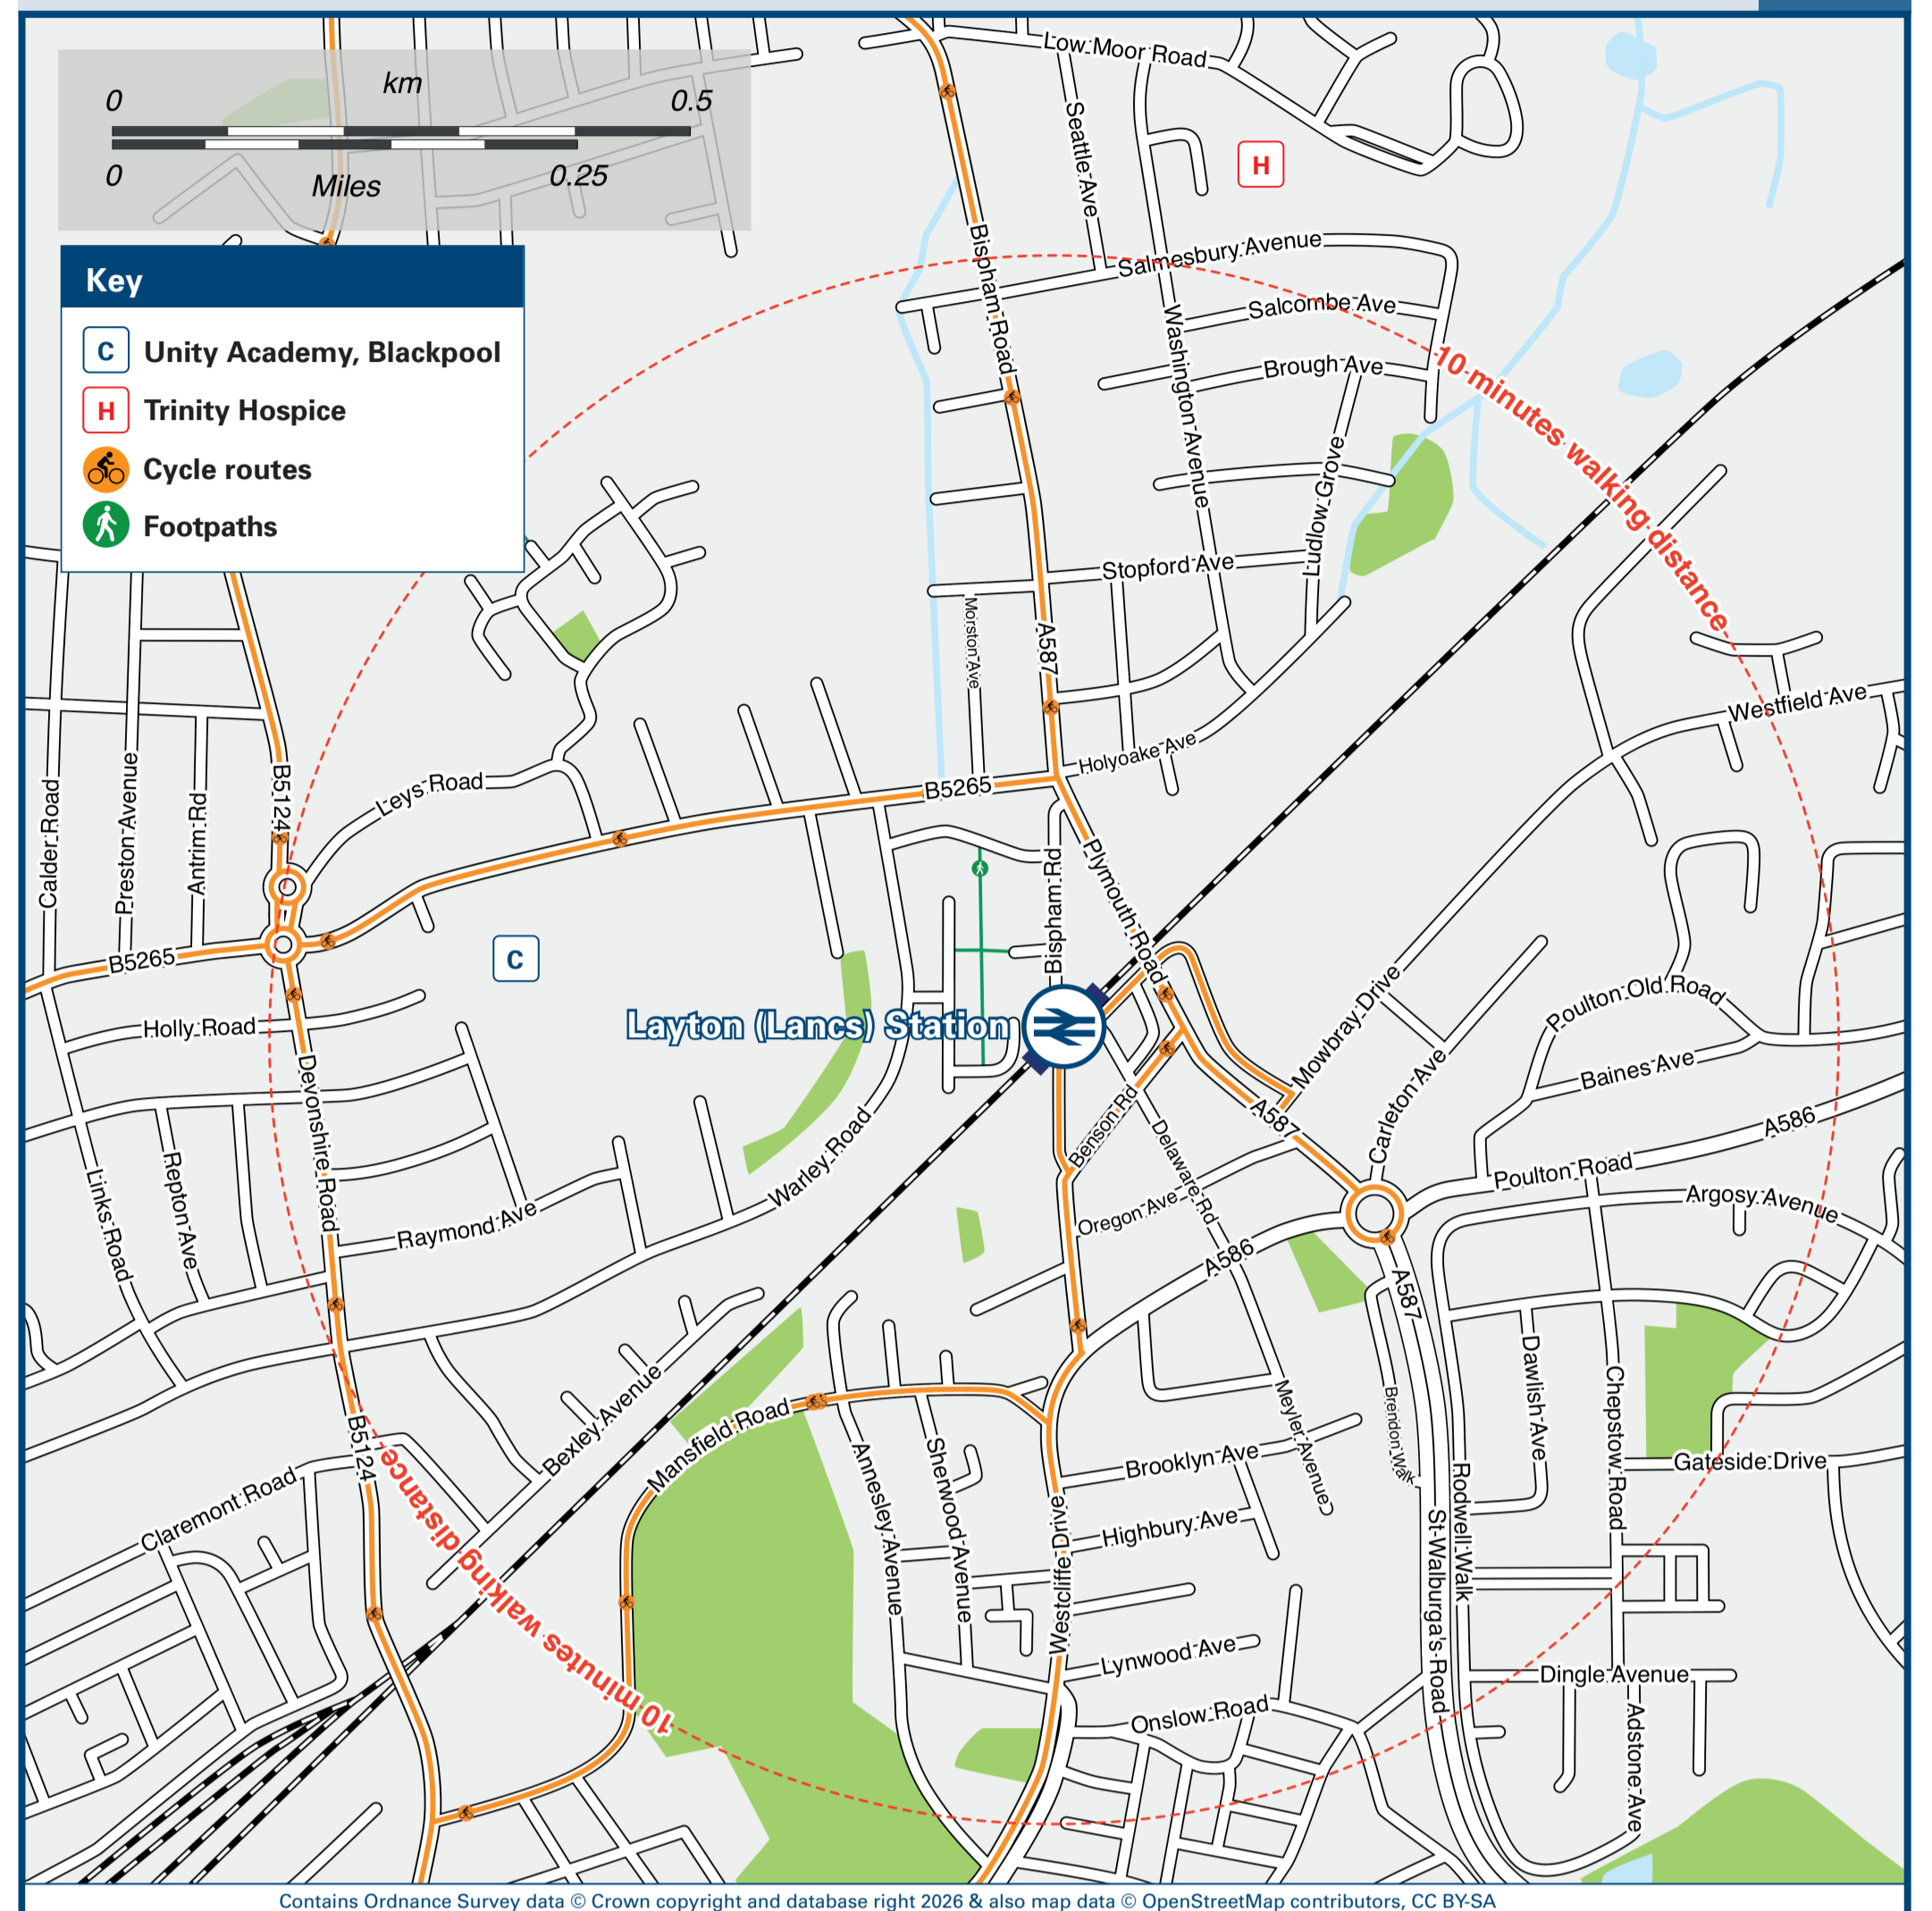 km
0
0.5
0
Miles
0.25
Key
C Unity Academy, Blackpool
H Trinity Hospice
Cycle routes
Footpaths
Low Moor Road
Seattle Ave
H
Bispham Road
Salmesbury Avenue
Salcombe Ave
Washington Avenue
Brough Ave
10 minutes walking distance
Ludlow Grove
Stopford Ave
Morston Ave
A587
Westfield Ave
Holyoake Ave
B5265
Leys Road
B5124
Calder Road
Preston Avenue
Antrim Rd
Plymouth Road
Bispham Rd
C
B5265
Holly Road
Layton (Lancs) Station
Mowbray Drive
Poulton Old Road
Baines Ave
Carleton Ave
A587
A586
Devonshire Road
Benson Rd
Delaware Rd
Warley Road
Links Road
Repton Ave
Raymond Ave
Oregon Ave
Poulton Road
Argosy Avenue
A586
A587
Bexley Avenue
Mansfield Road
Annesley Avenue
Sherwood Avenue
Meyler Avenue
Brendon Walk
Dawlish Ave
Chepstow Road
Brooklyn Ave
Gateside Drive
B5124
Claremont Road
Highbury Ave
Westcliffe Drive
Rodwell Walk
St Walburga's Road
10 minutes walking distance
Lynwood Ave
Dingle Avenue
Onslow Road
Adstone Ave
Contains Ordnance Survey data © Crown copyright and database right 2026 & also map data © OpenStreetMap contributors, CC BY-SA